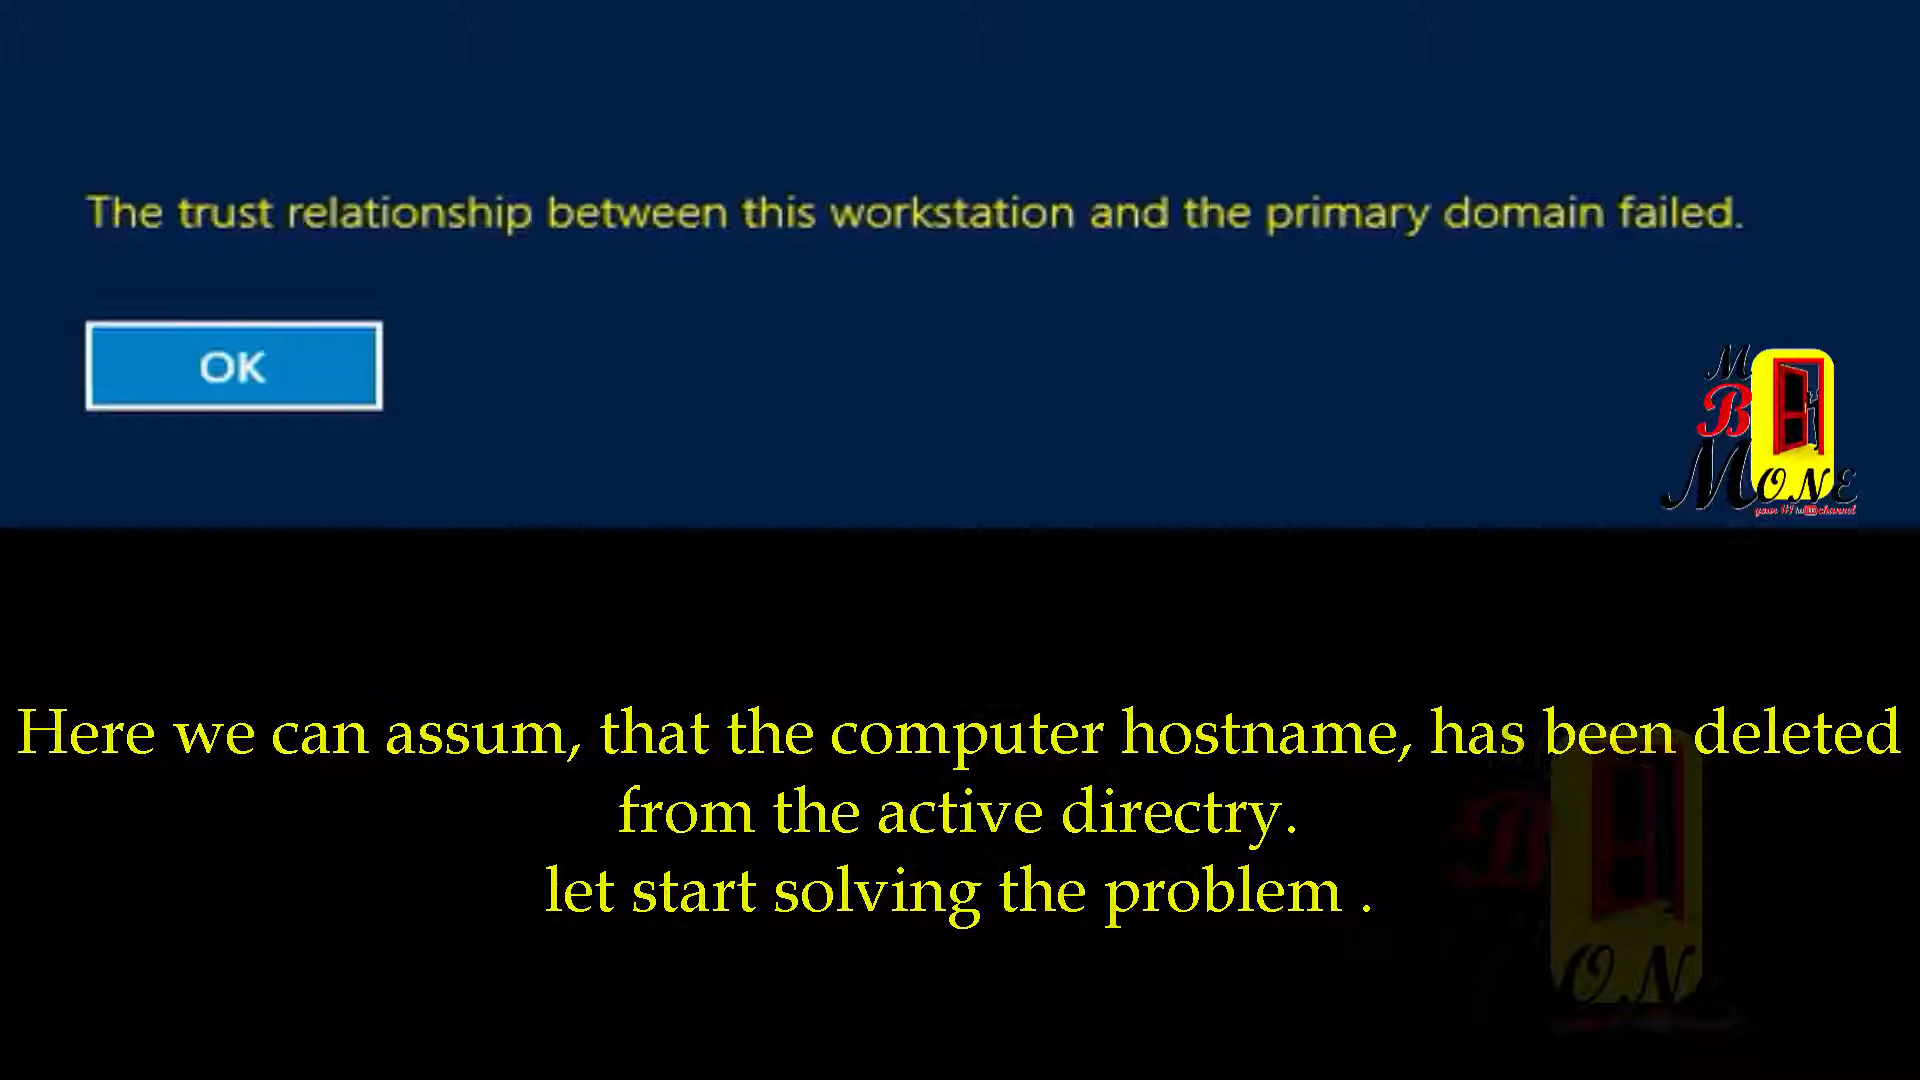 The trust relationship between this workstation and the primary domain failed.
OK
M
B
MONE
Here we can assum, that the computer hostname, has been deleted
from the active directry.
let start solving the problem .